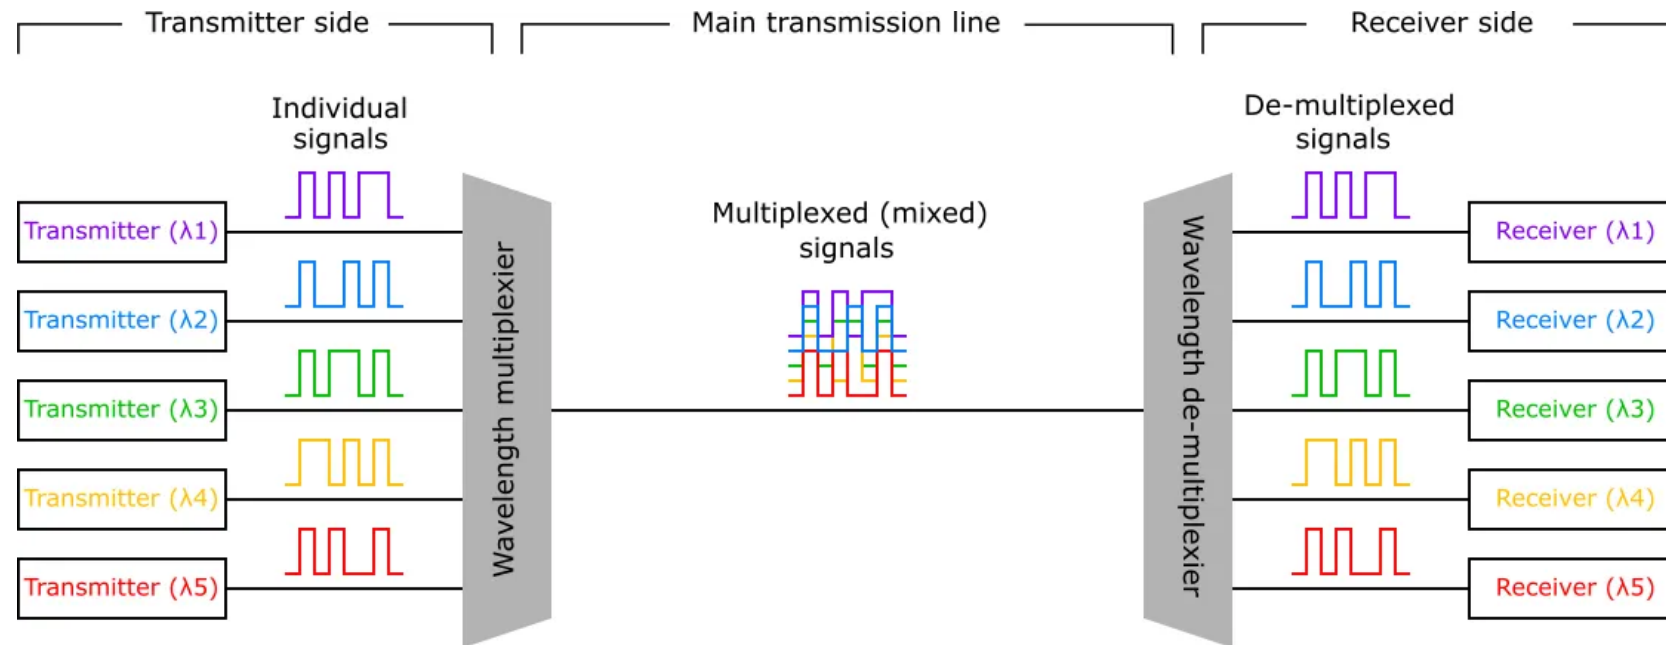 Transmitter side
Main transmission line
Receiver side
Individual
signals
De-multiplexed
signals
Multiplexed (mixed)
signals
Transmitter (λ1)
Transmitter (λ2)
Transmitter (λ3)
Transmitter (λ4)
Transmitter (λ5)
Wavelength multiplexier
Wavelength de-multiplexier
Receiver (λ1)
Receiver (λ2)
Receiver (λ3)
Receiver (λ4)
Receiver (λ5)